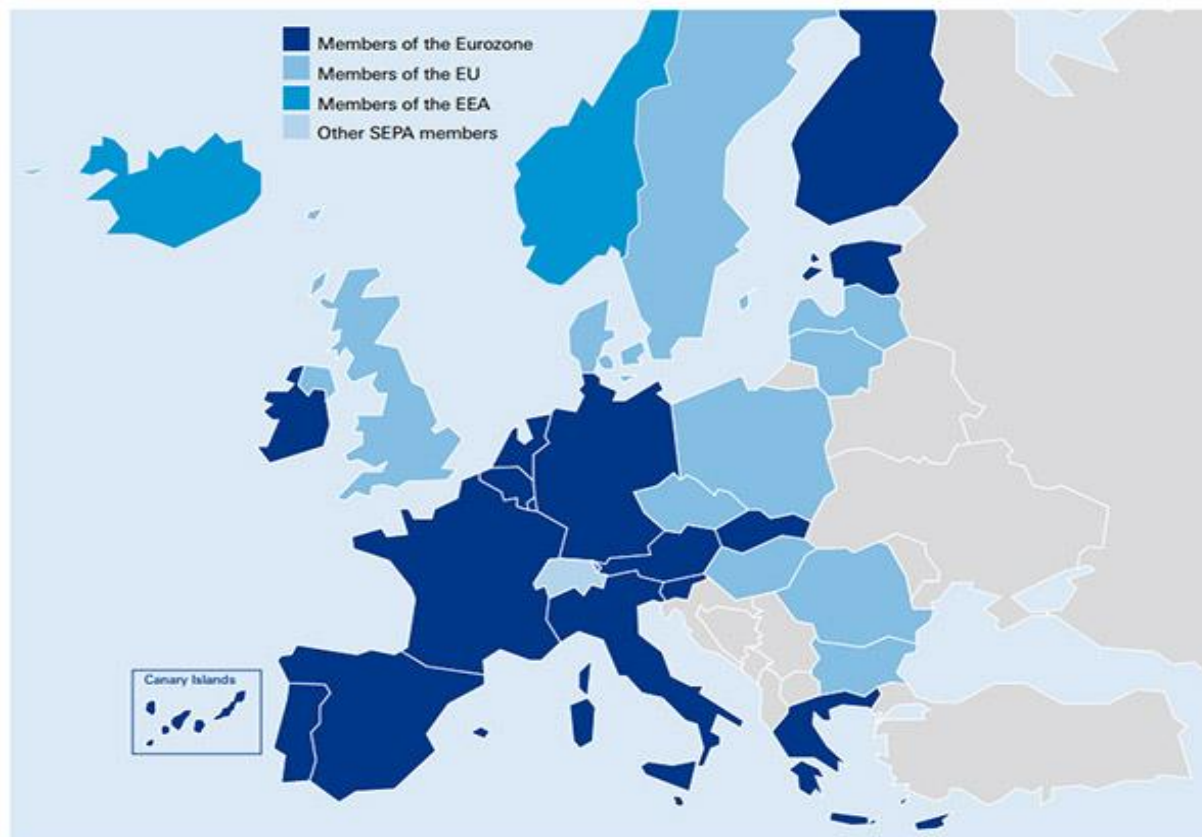 Members of the Eurozone
Members of the EU
Members of the EEA
Other SEPA members
Canary Islands